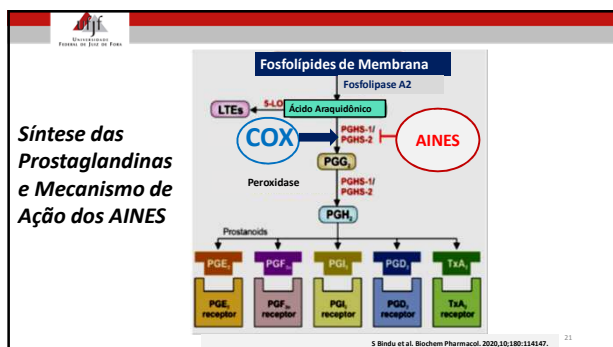 ufjf
UNIVERSIDADE
FEDERAL DE JUIZ DE FORA
Fosfolípides de Membrana
Fosfolipase A2
5-LO
LTEs
Ácido Araquidônico
COX
PGHS-1/
PGHS-2
AINES
Síntese das
Prostaglandinas
e Mecanismo de
Ação dos AINES
PGG₂
Peroxidase
PGHS-1/
PGHS-2
PGH₂
Prostanoids
PGE₂
PGF₂α
PGI₂
PGD₂
TxA₂
PGE₂
receptor
PGF₂α
receptor
PGI₂
receptor
PGD₂
receptor
TxA₂
receptor
S Bindu et al. Biochem Pharmacol. 2020,10;180:114147.
21